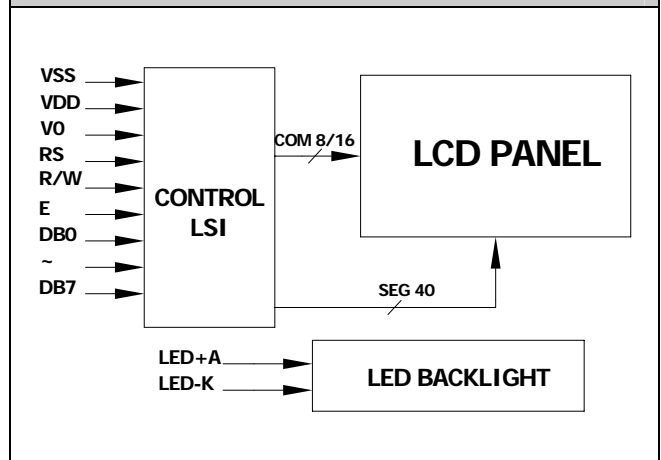 VSS
VDD
V0
RS
R/W
E
DB0
~
DB7
CONTROL
LSI
COM 8/16
LCD PANEL
SEG 40
LED+A
LED-K
LED BACKLIGHT